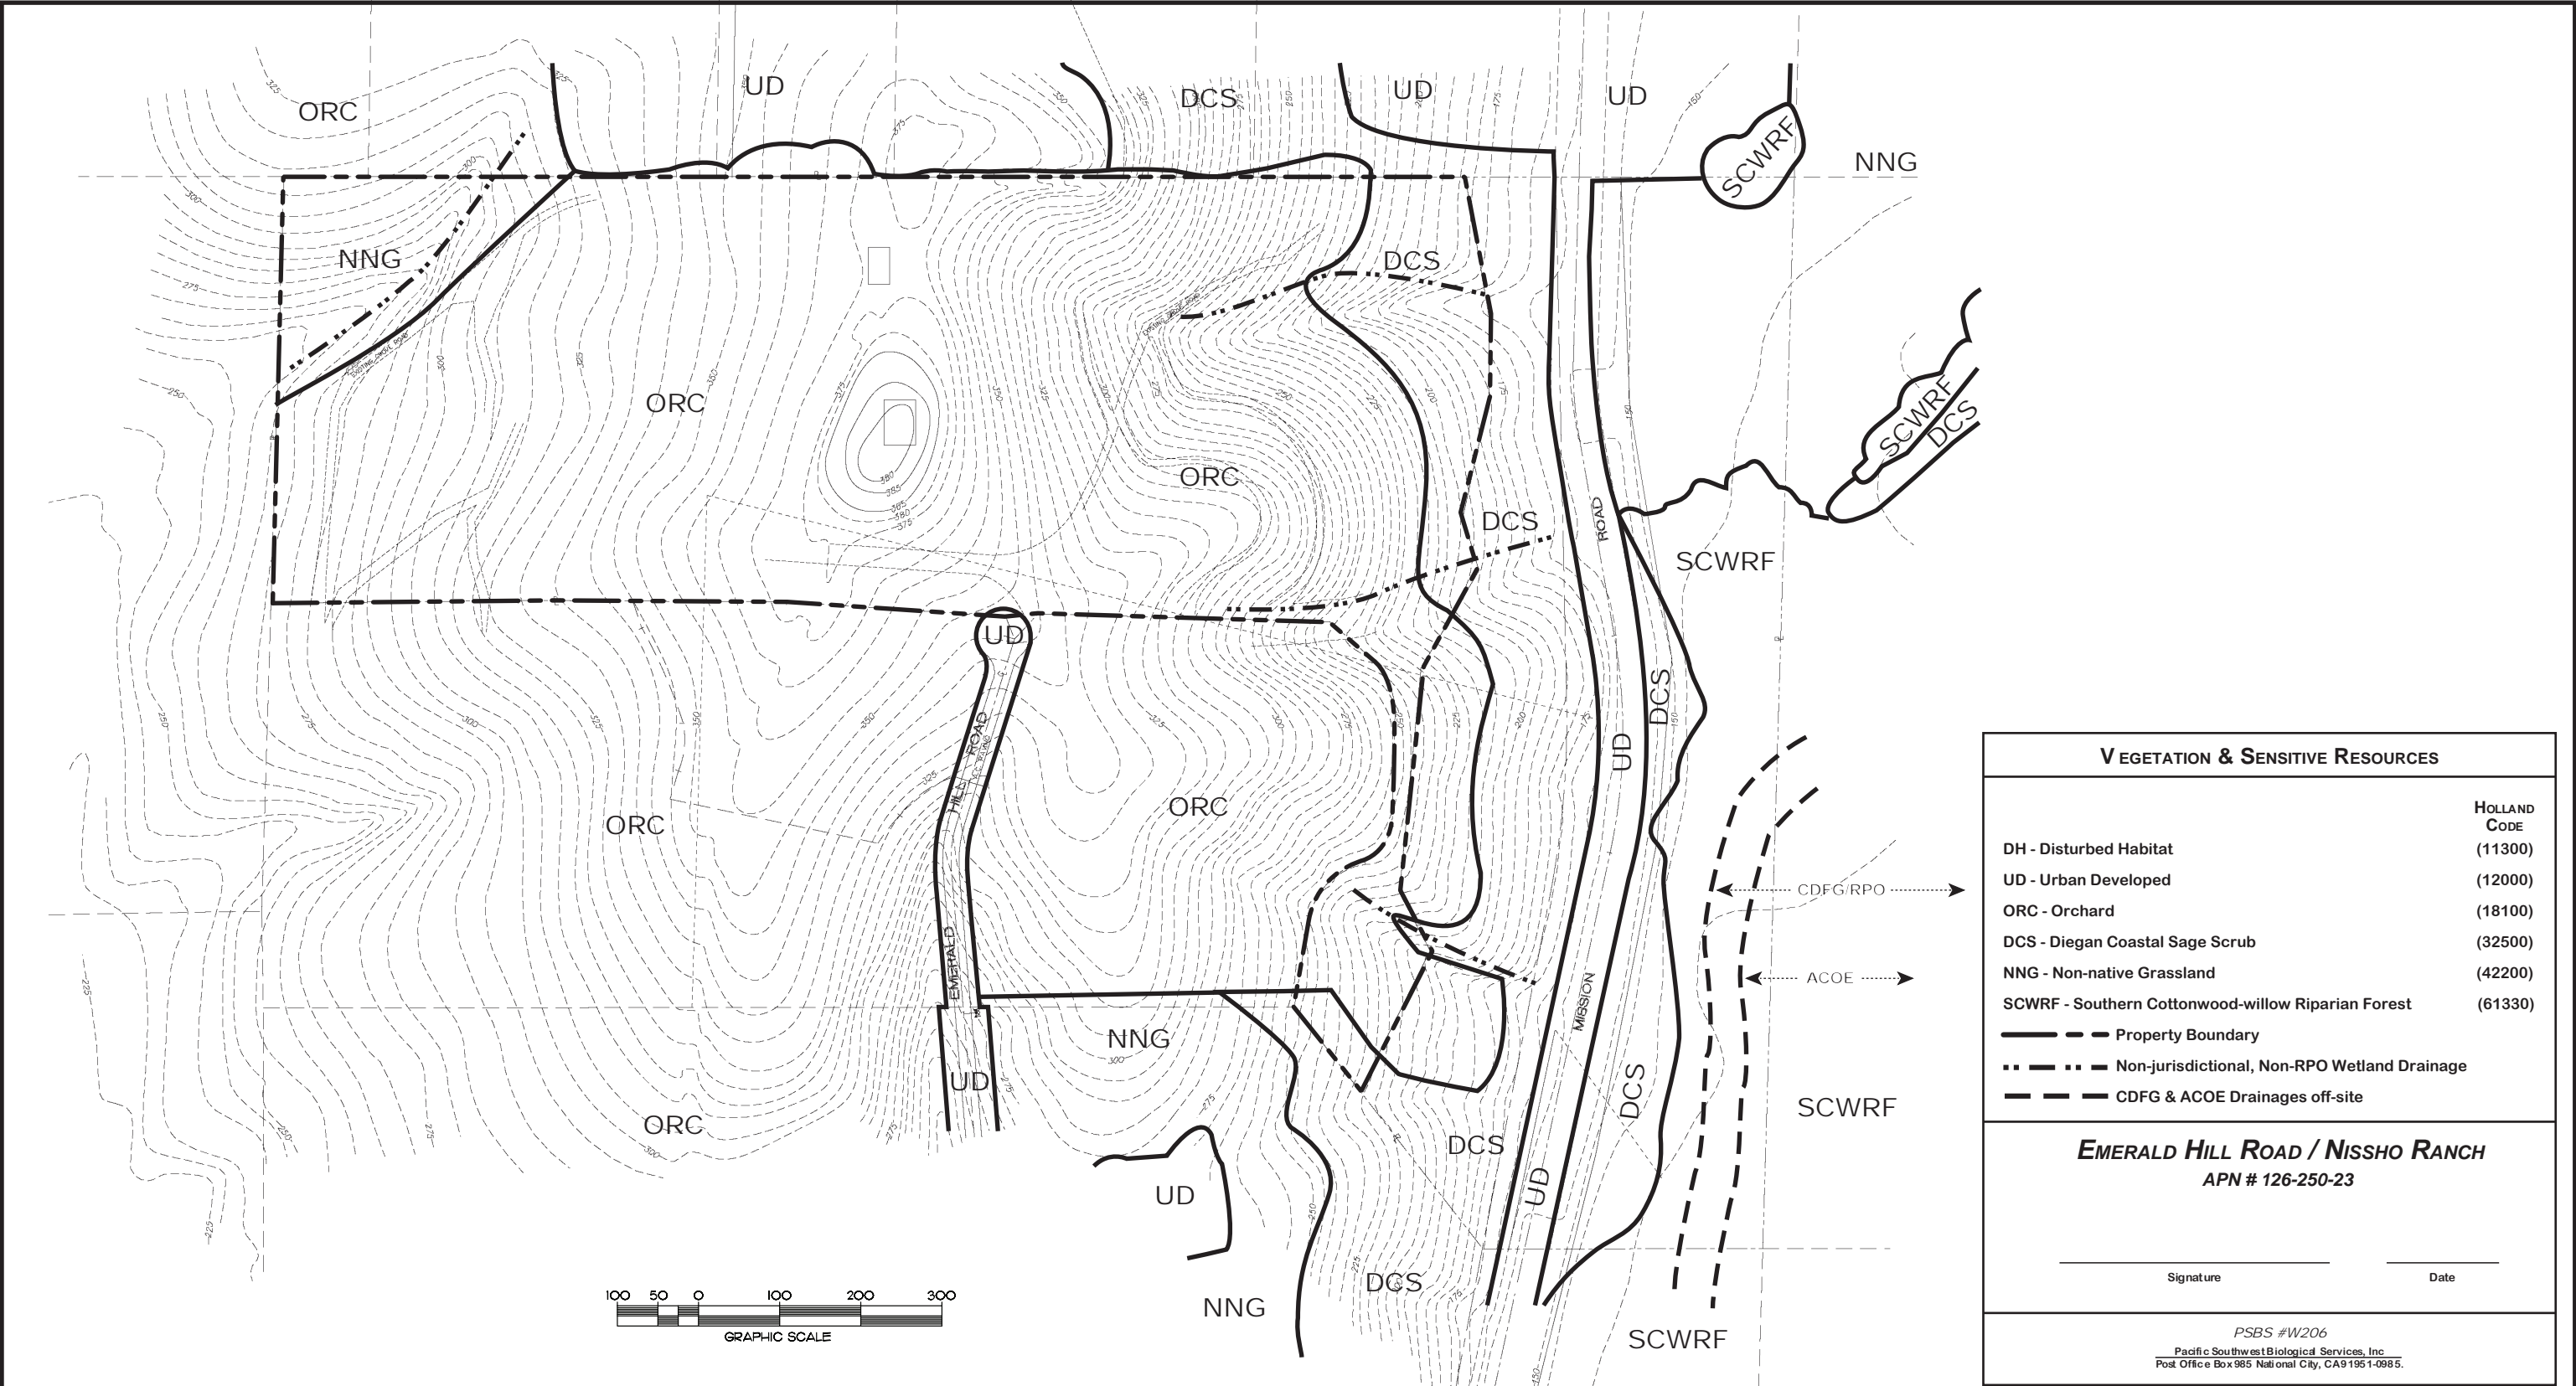 UD
ORC
DCS
UD
UD
SCWRF
NNG
NNG
DCS
ORC
ORC
SCWRF
DCS
DCS
ROAD
SCWRF
UD
DCS
UD
HILL ROAD
ORC
ORC
EMERALD
MISSION
NNG
UD
DCS
SCWRF
ORC
DCS
UD
UD
DCS
NNG
SCWRF
CDFG/RPO
ACOE
100 50 0 100 200 300
GRAPHIC SCALE
VEGETATION & SENSITIVE RESOURCES
HOLLAND
CODE
DH - Disturbed Habitat (11300)
UD - Urban Developed (12000)
ORC - Orchard (18100)
DCS - Diegan Coastal Sage Scrub (32500)
NNG - Non-native Grassland (42200)
SCWRF - Southern Cottonwood-willow Riparian Forest (61330)
Property Boundary
Non-jurisdictional, Non-RPO Wetland Drainage
CDFG & ACOE Drainages off-site
EMERALD HILL ROAD / NISSHO RANCH
APN # 126-250-23
Signature Date
PSBS #W206
Pacific Southwest Biological Services, Inc
Post Office Box 985 National City, CA 91951-0985.